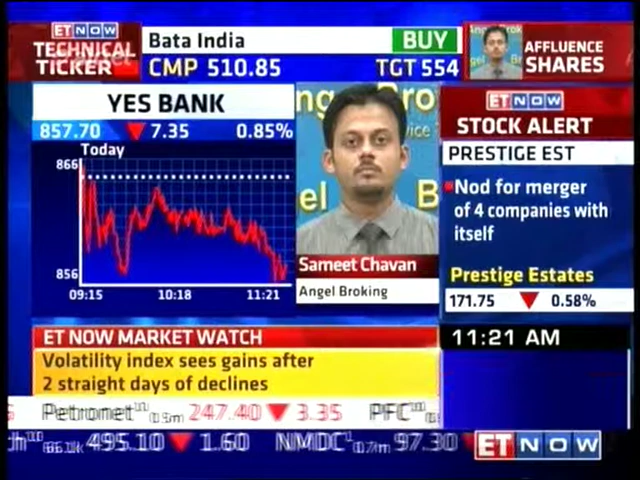 ET NOW
TECHNICAL
TICKER
Bata India
BUY
CMP 510.85
TGT 554
AFFLUENCE
SHARES
YES BANK
857.70 ▼ 7.35 0.85%
Today
866
856
09:15 10:18 11:21
Sameet Chavan
Angel Broking
ET NOW
STOCK ALERT
PRESTIGE EST
Nod for merger
of 4 companies with
itself
Prestige Estates
171.75 ▼ 0.58%
11:21 AM
ET NOW MARKET WATCH
Volatility index sees gains after
2 straight days of declines
Petronet 247.40 ▼ 3.35 PFC
495.10 ▼ 1.60 NMDC 97.30 ▼
ET NOW